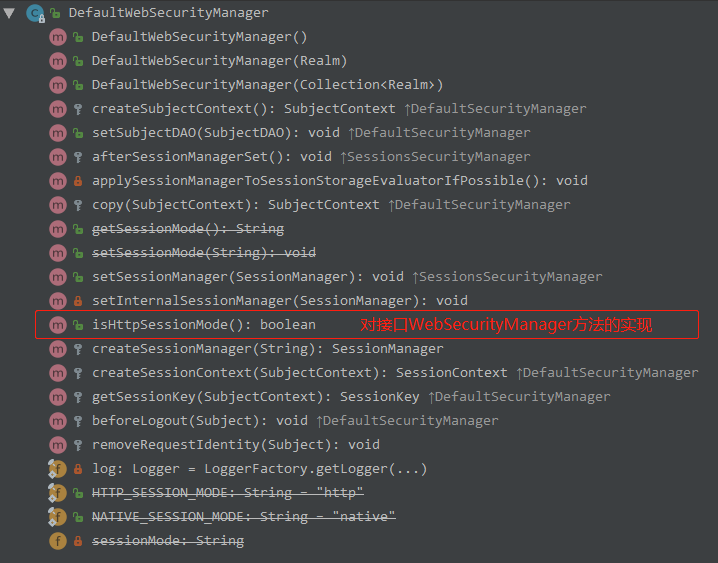 DefaultWebSecurityManager
DefaultWebSecurityManager()
DefaultWebSecurityManager(Realm)
DefaultWebSecurityManager(Collection<Realm>)
createSubjectContext(): SubjectContext ↑DefaultSecurityManager
setSubjectDAO(SubjectDAO): void ↑DefaultSecurityManager
afterSessionManagerSet(): void ↑SessionsSecurityManager
applySessionManagerToSessionStorageEvaluatorIfPossible(): void
copy(SubjectContext): SubjectContext ↑DefaultSecurityManager
getSessionMode(): String
setSessionMode(String): void
setSessionManager(SessionManager): void ↑SessionsSecurityManager
setInternalSessionManager(SessionManager): void
isHttpSessionMode(): boolean 对接口WebSecurityManager方法的实现
createSessionManager(String): SessionManager
createSessionContext(SubjectContext): SessionContext ↑DefaultSecurityManager
getSessionKey(SubjectContext): SessionKey ↑DefaultSecurityManager
beforeLogout(Subject): void ↑DefaultSecurityManager
removeRequestIdentity(Subject): void
log: Logger = LoggerFactory.getLogger(...)
HTTP_SESSION_MODE: String = "http"
NATIVE_SESSION_MODE: String = "native"
sessionMode: String